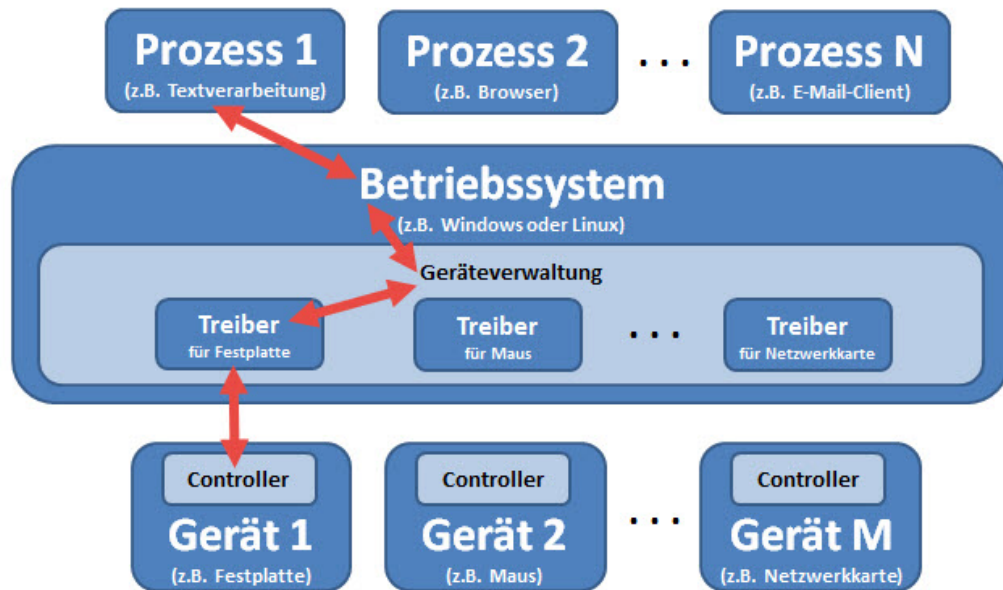 Prozess 1
(z.B. Textverarbeitung)
Prozess 2
(z.B. Browser)
. . .
Prozess N
(z.B. E-Mail-Client)
Betriebssystem
(z.B. Windows oder Linux)
Geräteverwaltung
Treiber
für Festplatte
Treiber
für Maus
. . .
Treiber
für Netzwerkkarte
Controller
Gerät 1
(z.B. Festplatte)
Controller
Gerät 2
(z.B. Maus)
. . .
Controller
Gerät M
(z.B. Netzwerkkarte)